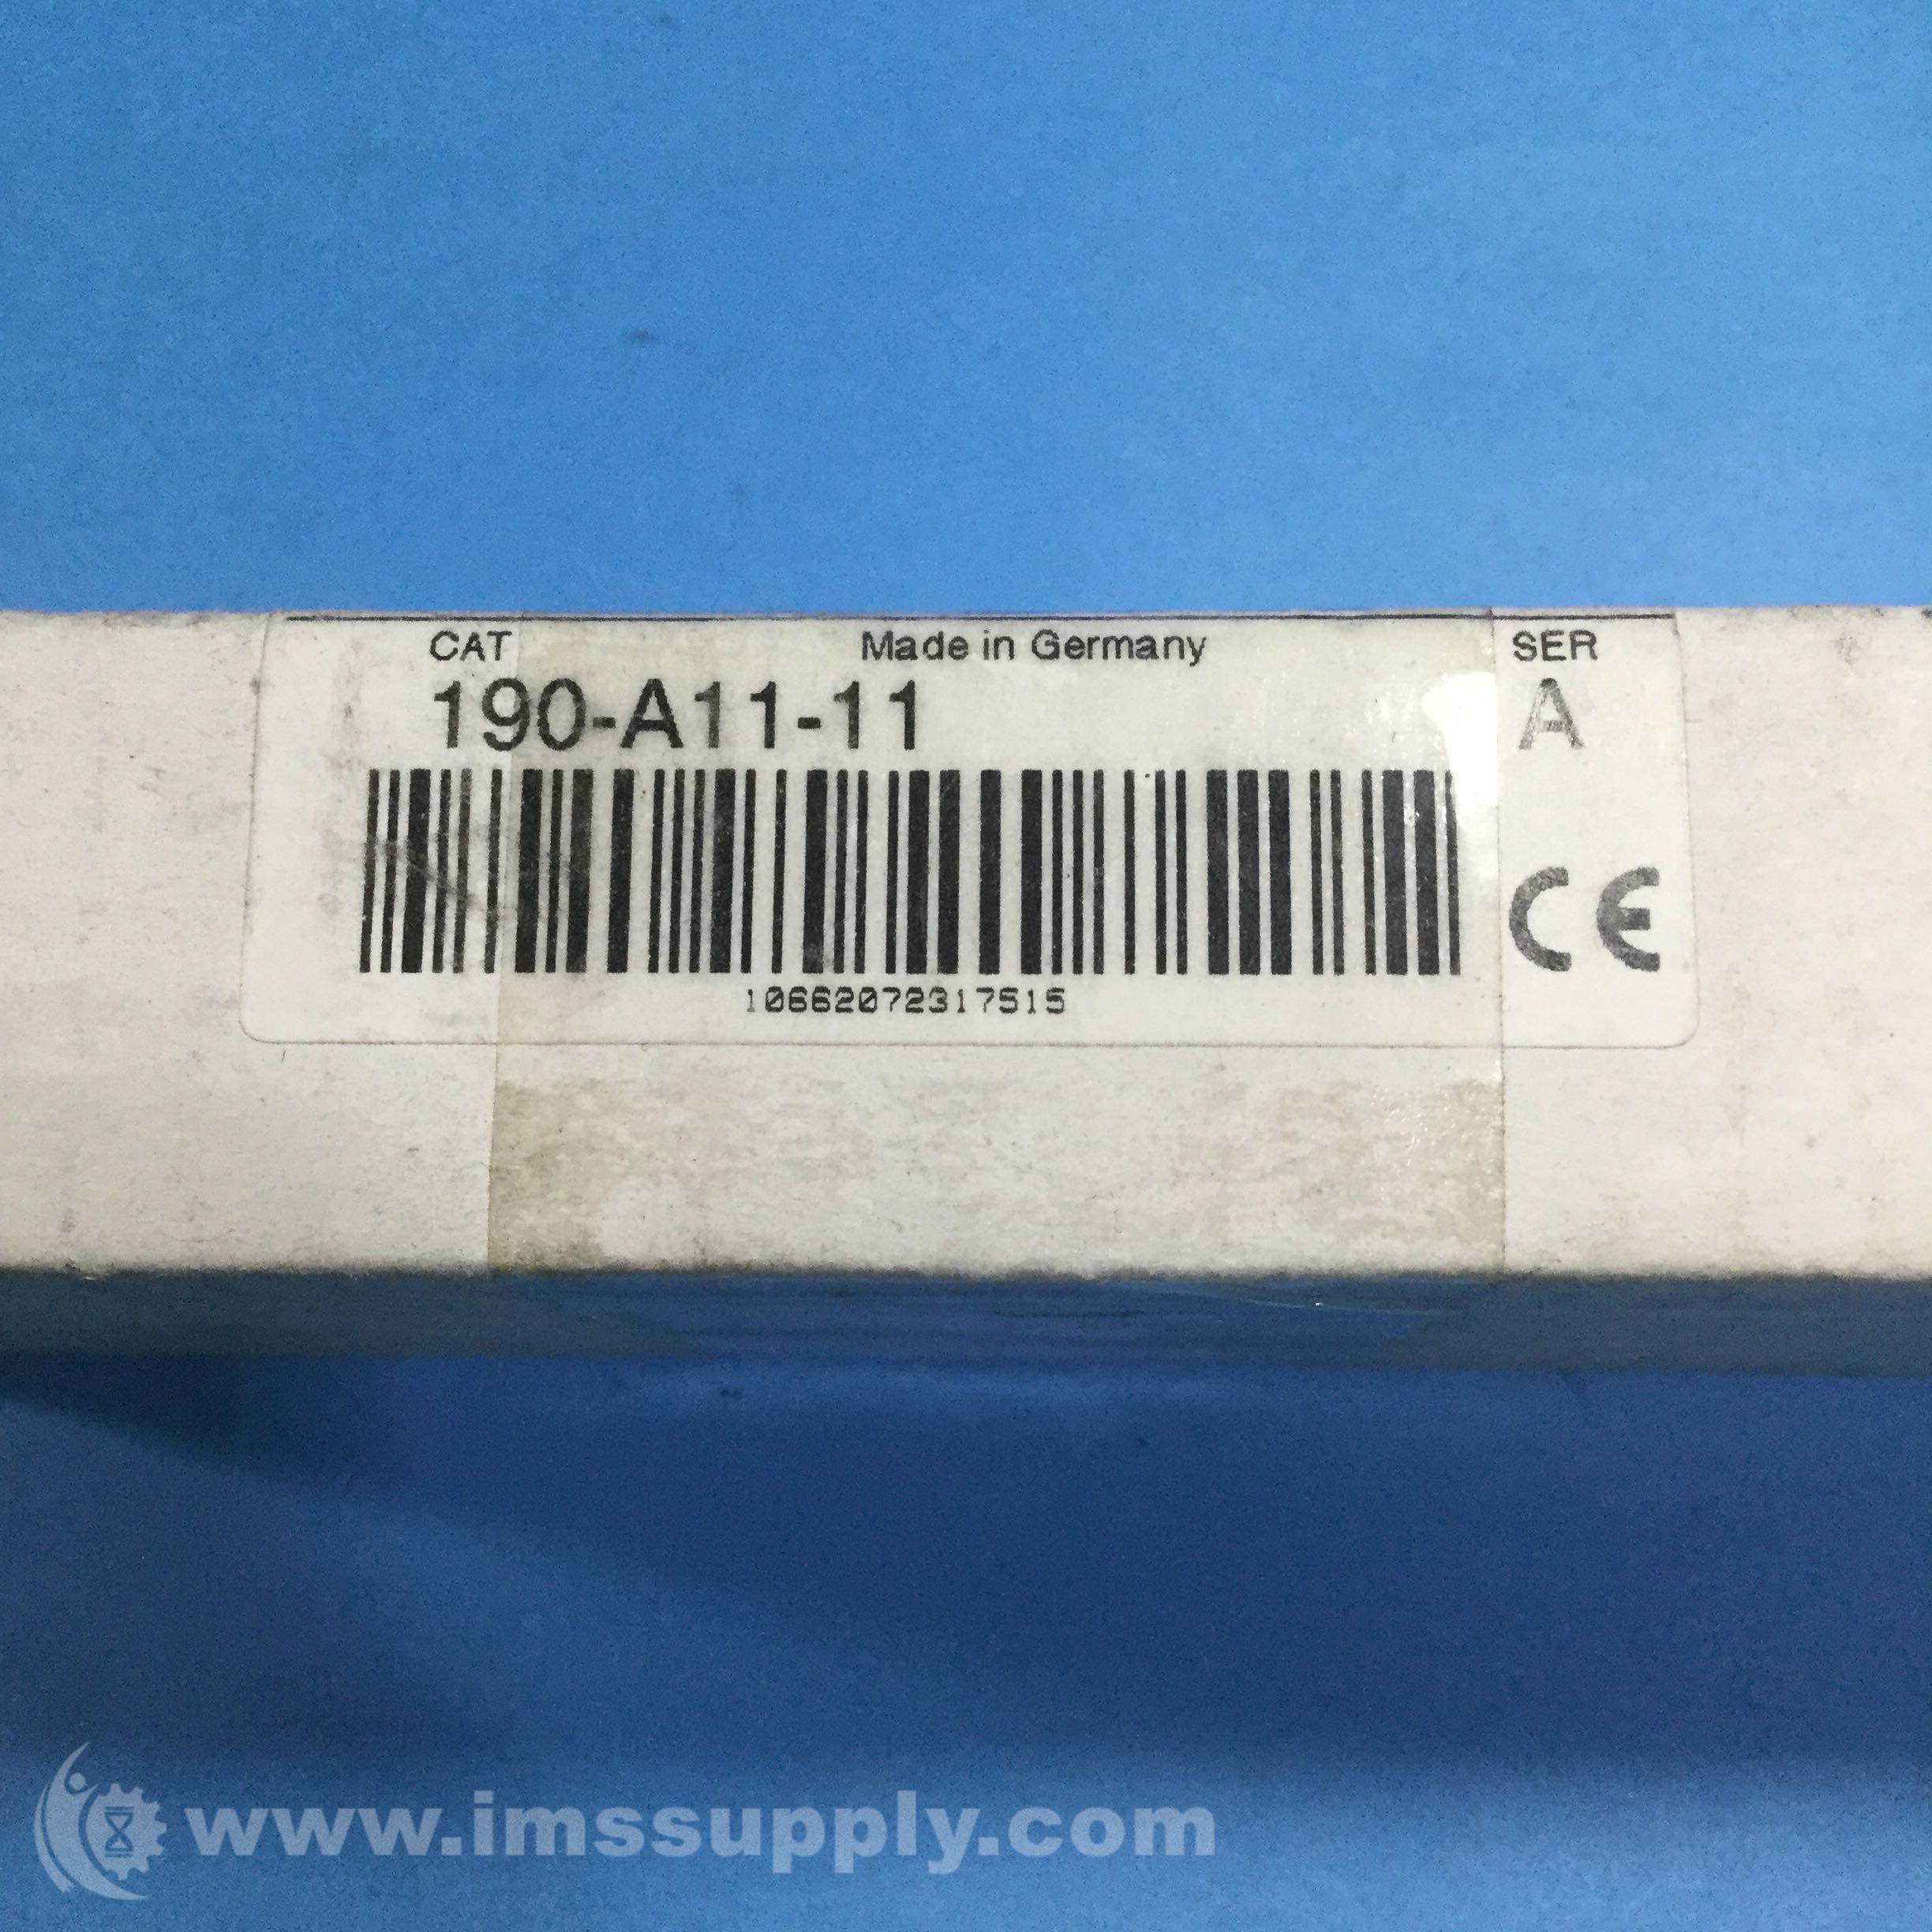 CAT Made in Germany SER
190-A11-11 A
CE
10662072317515
www.imssupply.com